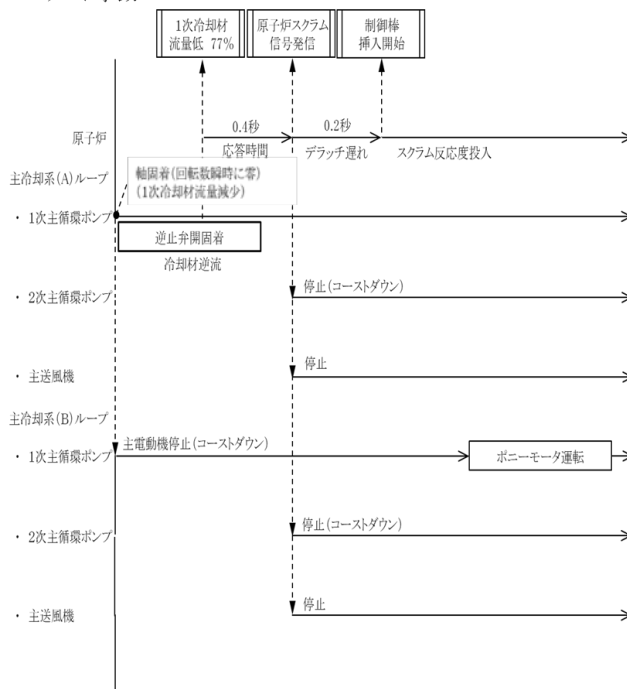 1次冷却材
流量低 77%
原子炉スクラム
信号発信
制御棒
挿入開始
0.4秒
0.2秒
原子炉
応答時間
デラッチ遅れ
スクラム反応度投入
主冷却系(A)ループ
軸固着(回転数瞬時に零)
(1次冷却材流量減少)
・ 1次主循環ポンプ
逆止弁開固着
冷却材逆流
・ 2次主循環ポンプ
停止(コーストダウン)
・ 主送風機
停止
主冷却系(B)ループ
主電動機停止(コーストダウン)
・ 1次主循環ポンプ
ポニーモータ運転
・ 2次主循環ポンプ
停止(コーストダウン)
・ 主送風機
停止